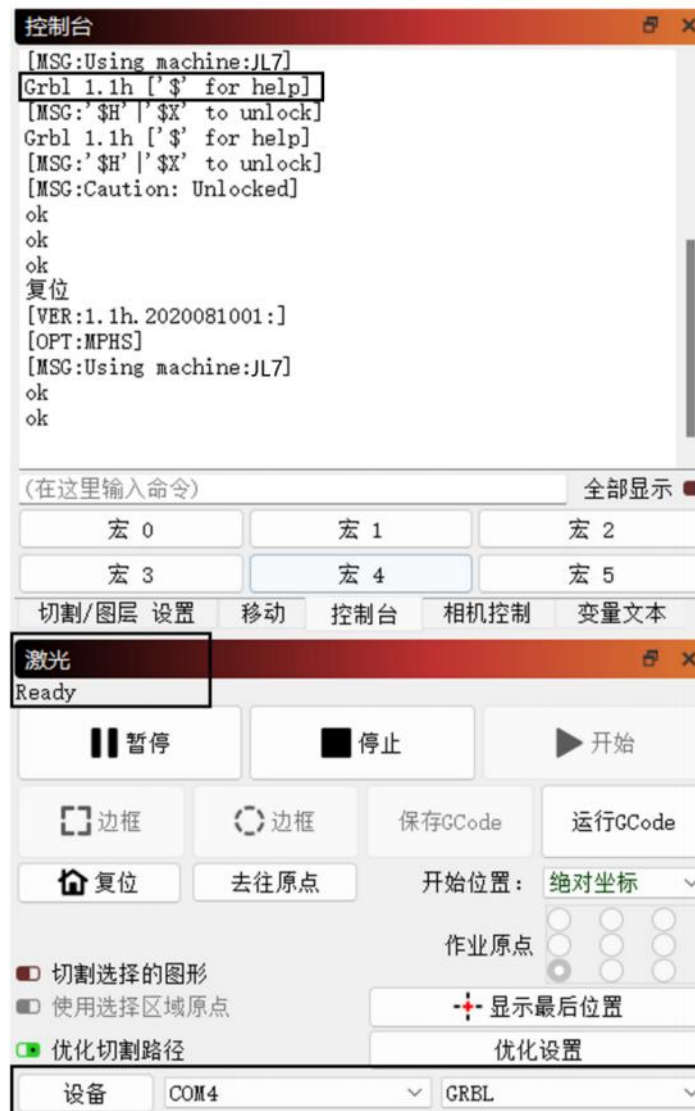 控制台
[MSG:Using machine:JL7]
Grbl 1.1h ['$' for help]
[MSG:'$H'|'$X' to unlock]
Grbl 1.1h ['$' for help]
[MSG:'$H'|'$X' to unlock]
[MSG:Caution: Unlocked]
ok
ok
ok
复位
[VER:1.1h.2020081001:]
[OPT:MPHS]
[MSG:Using machine:JL7]
ok
ok
(在这里输入命令) 全部显示
宏 0 宏 1 宏 2
宏 3 宏 4 宏 5
切割/图层 设置 移动 控制台 相机控制 变量文本
激光
Ready
暂停 停止 开始
边框 边框 保存GCode 运行GCode
复位 去往原点 开始位置: 绝对坐标
作业原点
切割选择的图形
使用选择区域原点 显示最后位置
优化切割路径 优化设置
设备 COM4 GRBL